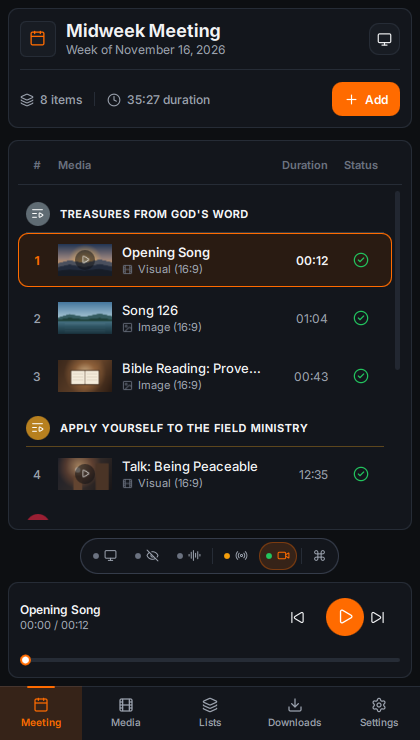 Midweek Meeting
Week of November 16, 2026
8 items
35:27 duration
Add
# Media Duration Status
TREASURES FROM GOD'S WORD
1 Opening Song 00:12
Visual (16:9)
2 Song 126 01:04
Image (16:9)
3 Bible Reading: Prove... 00:43
Image (16:9)
APPLY YOURSELF TO THE FIELD MINISTRY
4 Talk: Being Peaceable 12:35
Visual (16:9)
Opening Song
00:00 / 00:12
Meeting Media Lists Downloads Settings